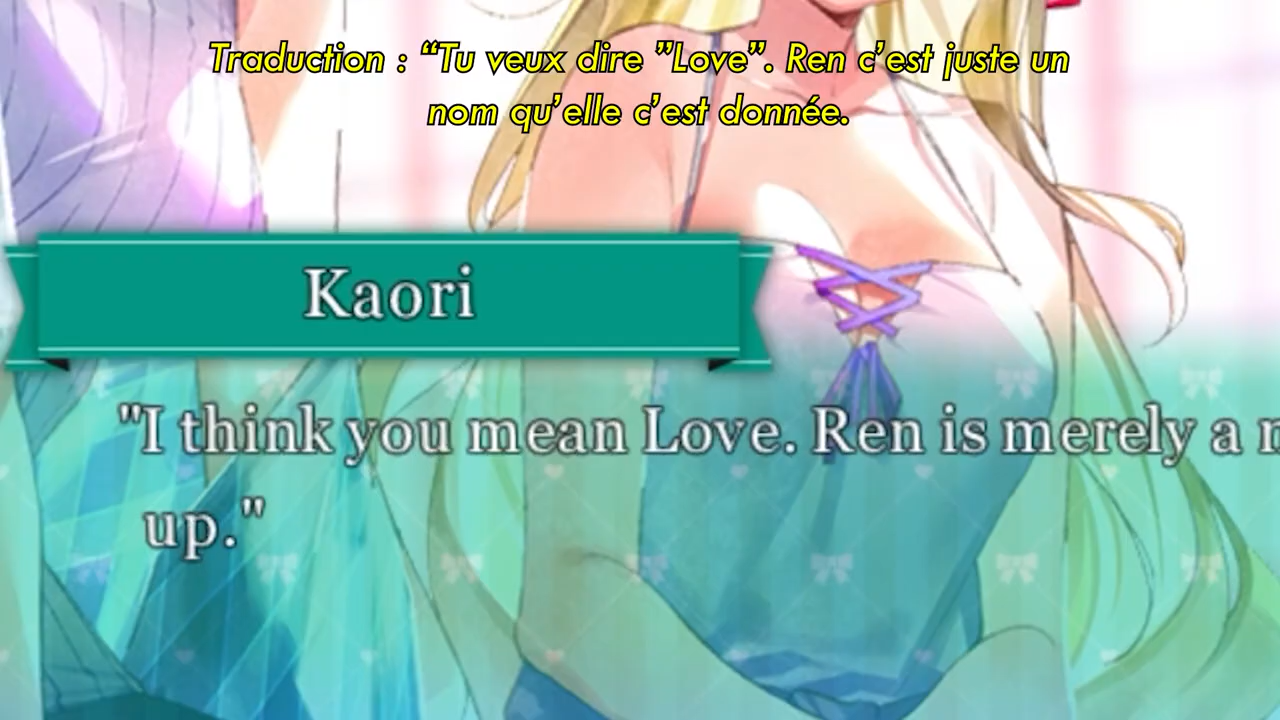 Traduction : “Tu veux dire ”Love”. Ren c’est juste un
nom qu’elle c’est donnée.
Kaori
"I think you mean Love. Ren is merely a
up."